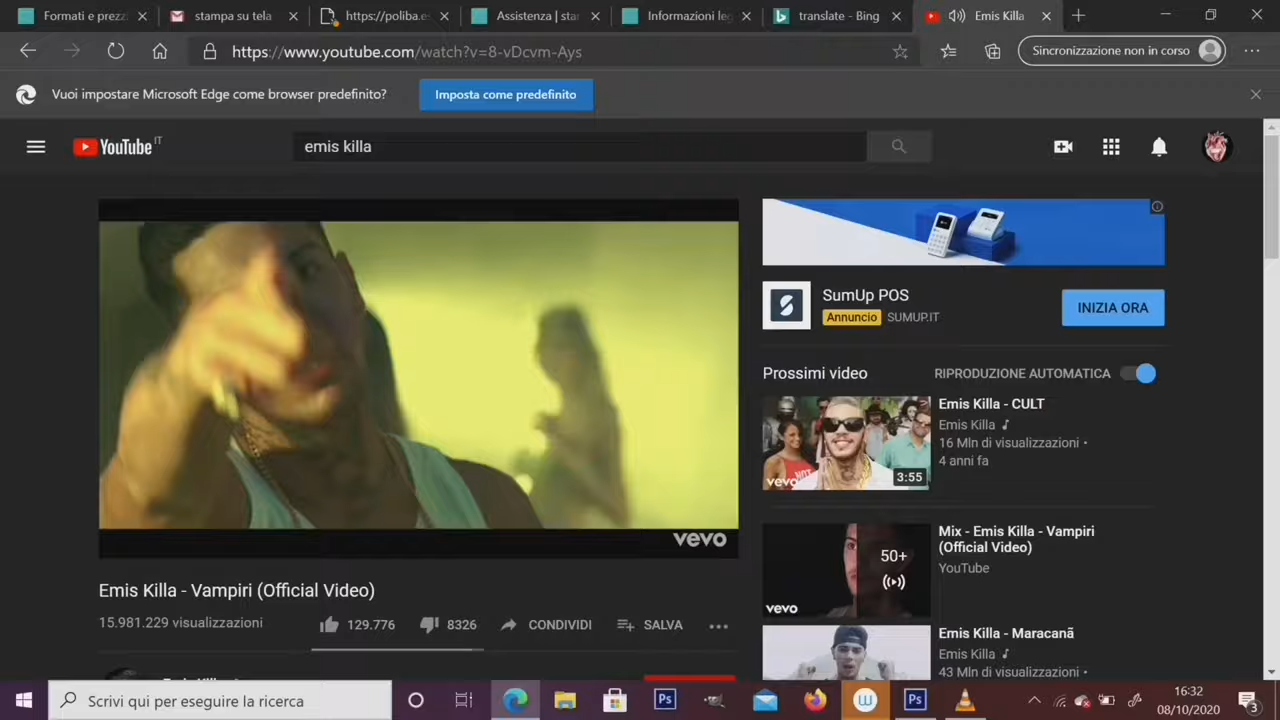 Formati e prezz
stampa su tela
https://poliba.es
Assistenza | star
Informazioni leg
translate - Bing
Emis Killa
https://www.youtube.com/watch?v=8-vDcvm-Ays
Sincronizzazione non in corso
Vuoi impostare Microsoft Edge come browser predefinito?
Imposta come predefinito
YouTube IT
emis killa
SumUp POS
Annuncio SUMUP.IT
INIZIA ORA
Prossimi video
RIPRODUZIONE AUTOMATICA
vevo
3:55
Emis Killa - CULT
Emis Killa
16 Mln di visualizzazioni •
4 anni fa
vevo
50+
vevo
Mix - Emis Killa - Vampiri
(Official Video)
YouTube
Emis Killa - Vampiri (Official Video)
15.981.229 visualizzazioni
129.776
8326
CONDIVIDI
SALVA
Emis Killa - Maracanã
Emis Killa
43 Mln di visualizzazioni •
Scrivi qui per eseguire la ricerca
Ps
W
Ps
16:32
08/10/2020
3